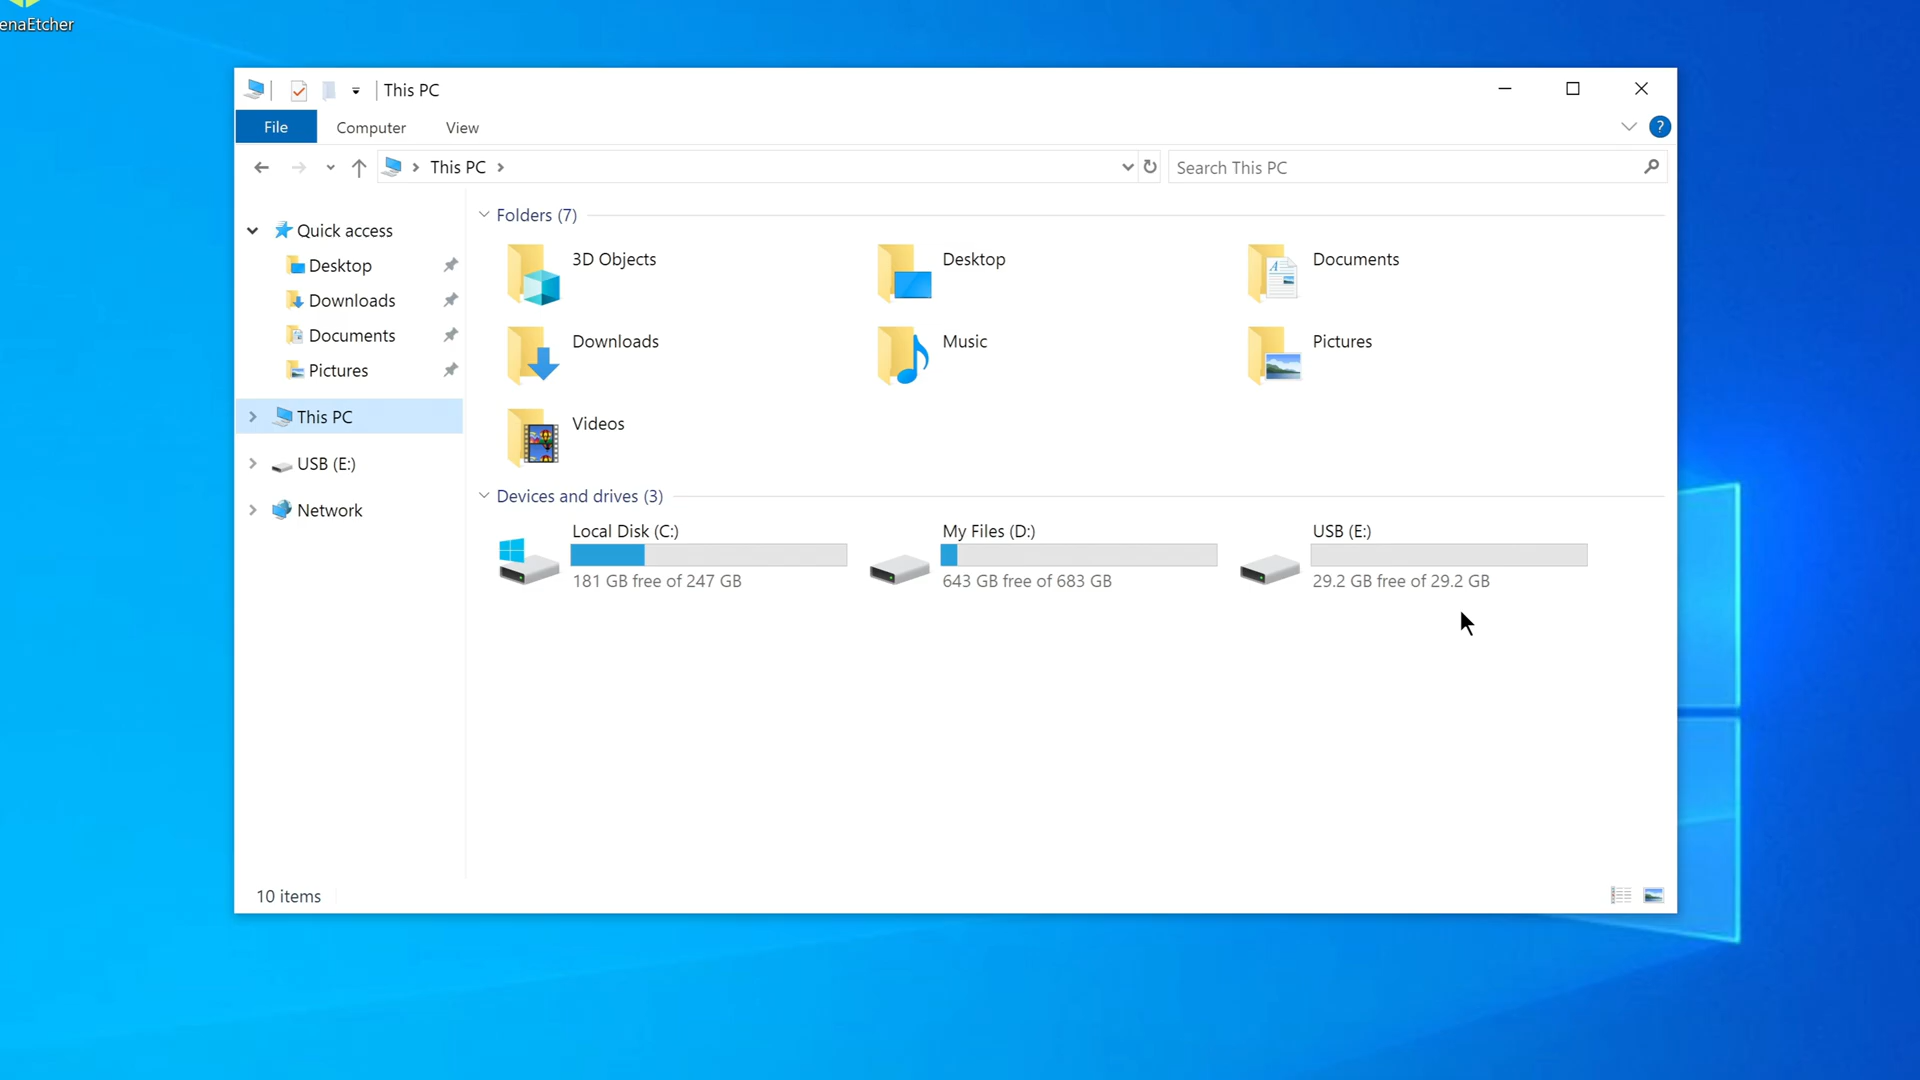 enaEtcher
This PC
File Computer View
?
This PC
Search This PC
Quick access
Desktop
Downloads
Documents
Pictures
This PC
USB (E:)
Network
Folders (7)
3D Objects
Desktop
Documents
Downloads
Music
Pictures
Videos
Devices and drives (3)
Local Disk (C:)
181 GB free of 247 GB
My Files (D:)
643 GB free of 683 GB
USB (E:)
29.2 GB free of 29.2 GB
10 items